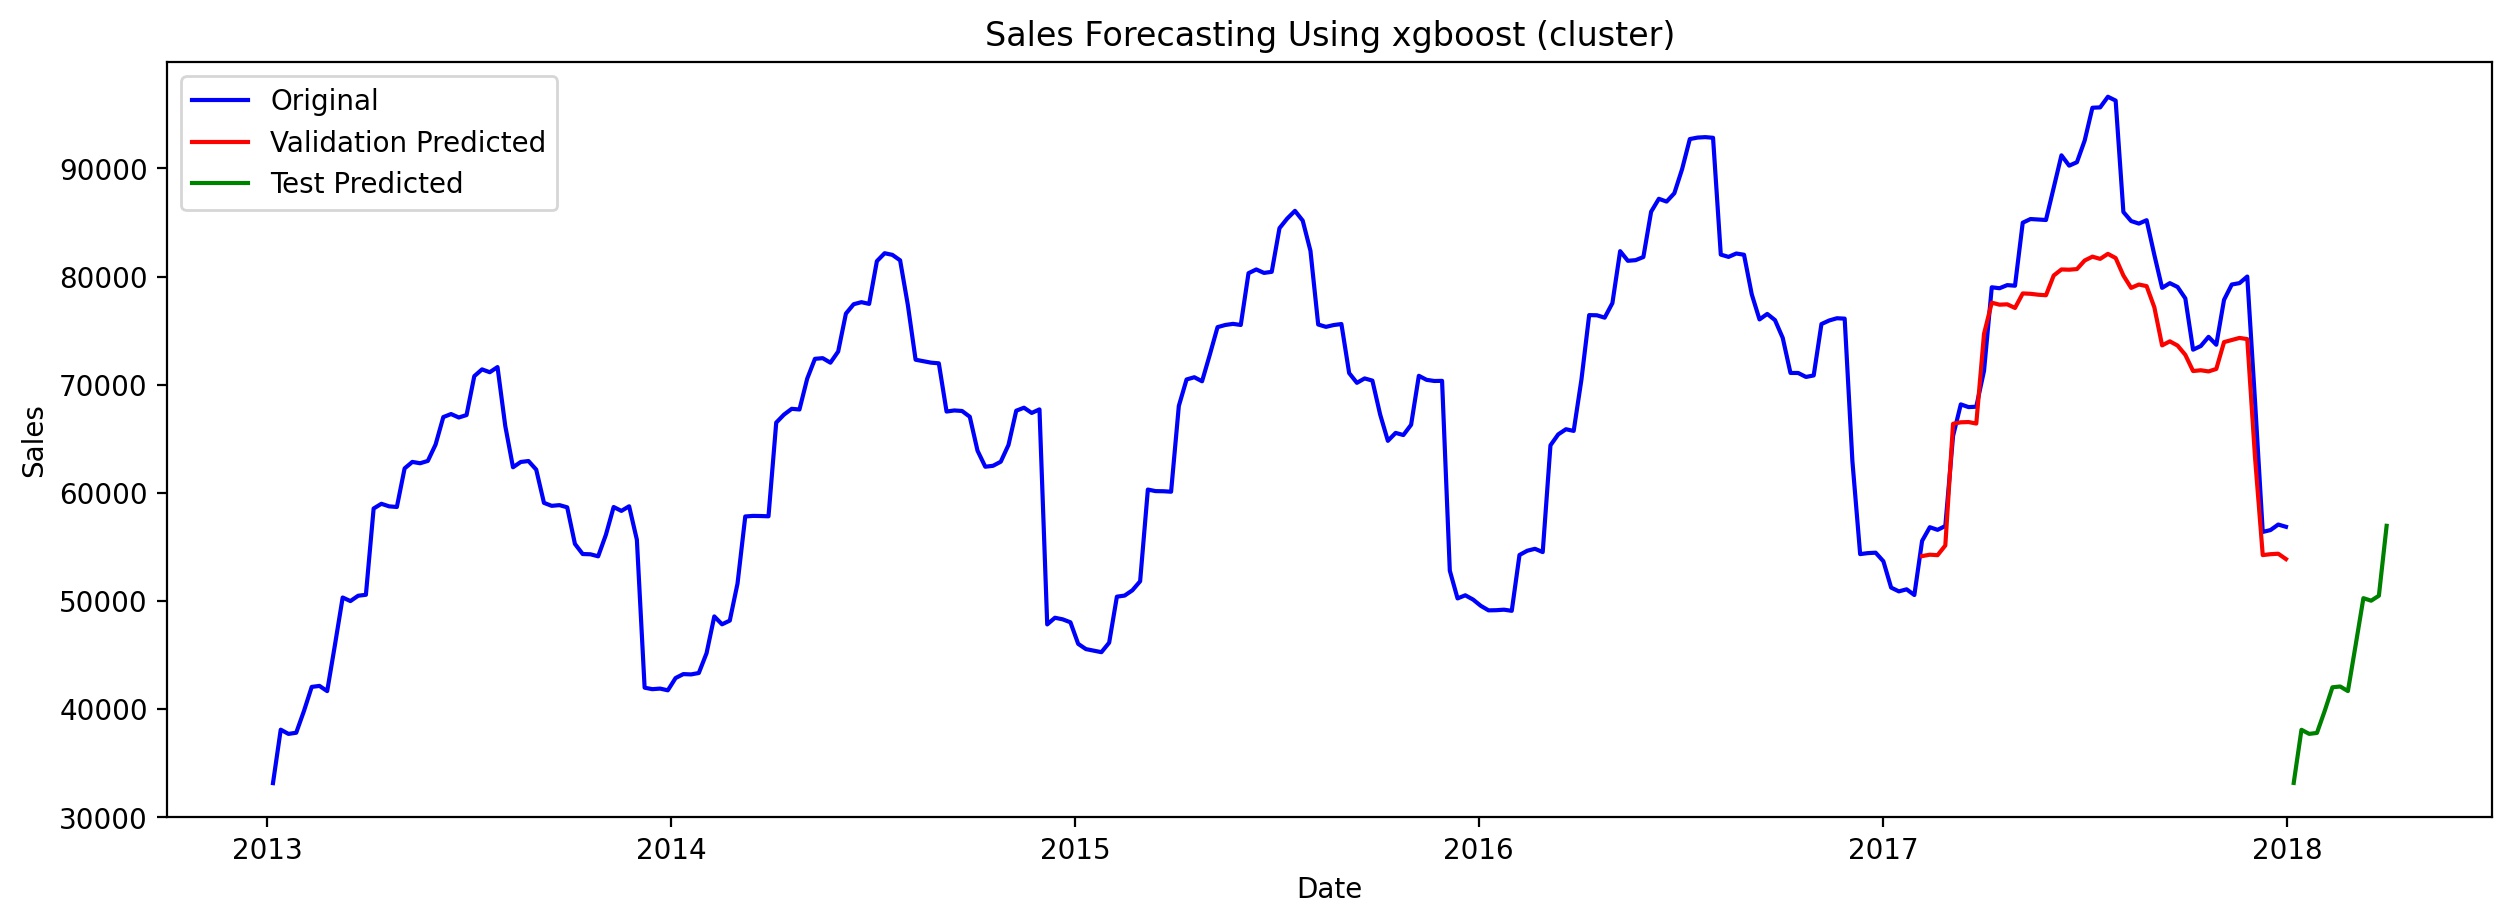 Sales Forecasting Using xgboost (cluster)
Original
Validation Predicted
Test Predicted
Sales
90000
80000
70000
60000
50000
40000
30000
2013 2014 2015 2016 2017 2018
Date